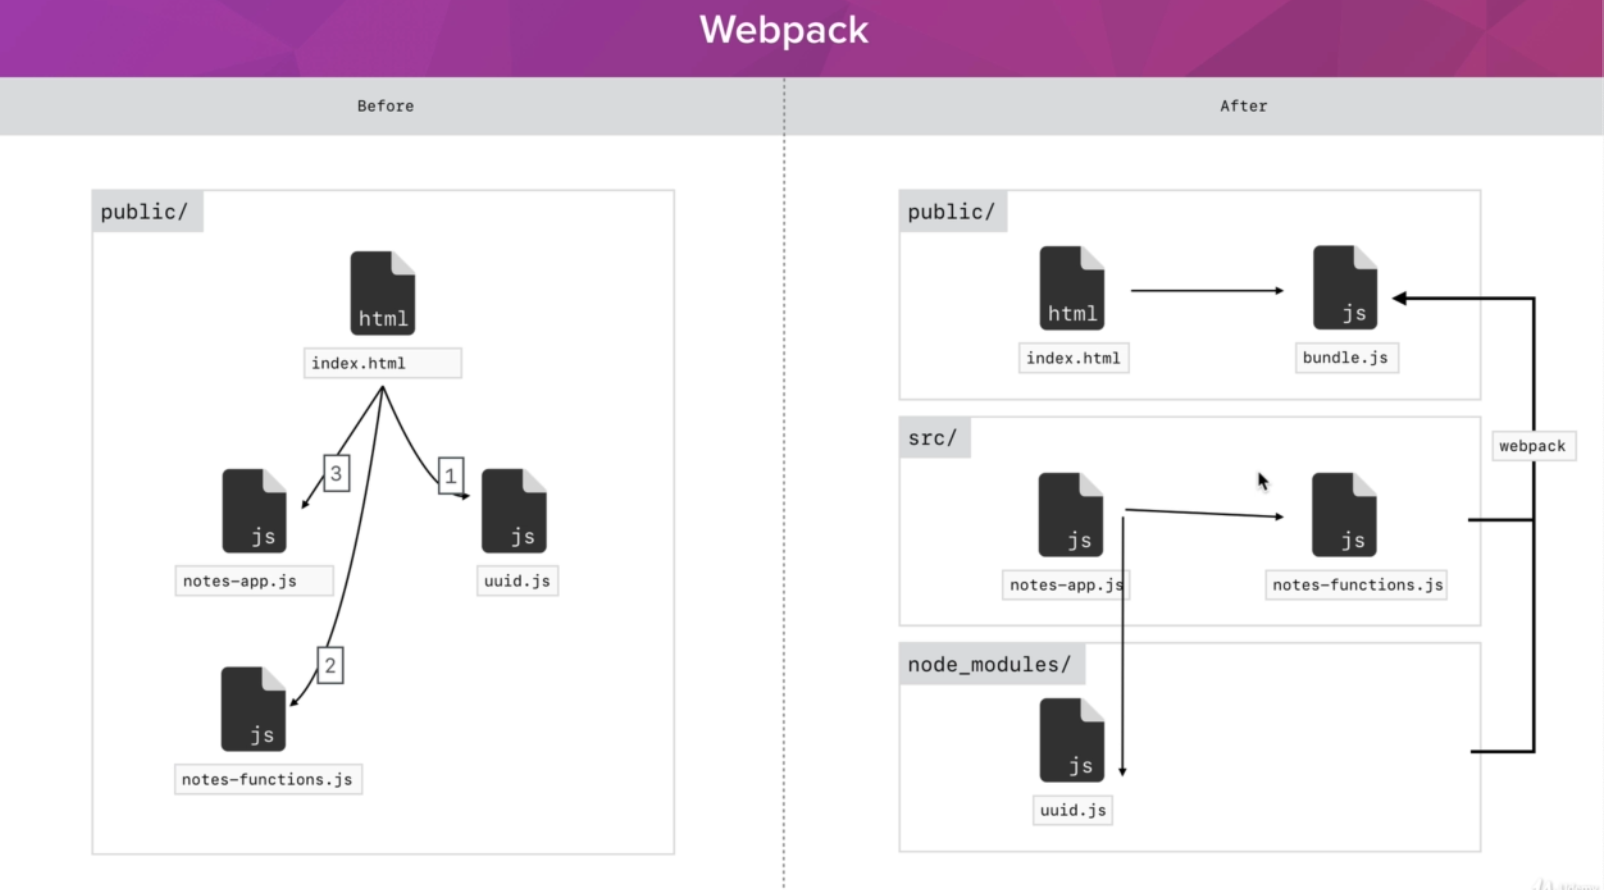 Webpack
Before
After
public/
html
index.html
3
1
js
notes-app.js
js
uuid.js
2
js
notes-functions.js
public/
html
index.html
js
bundle.js
webpack
src/
js
notes-app.js
js
notes-functions.js
node_modules/
js
uuid.js